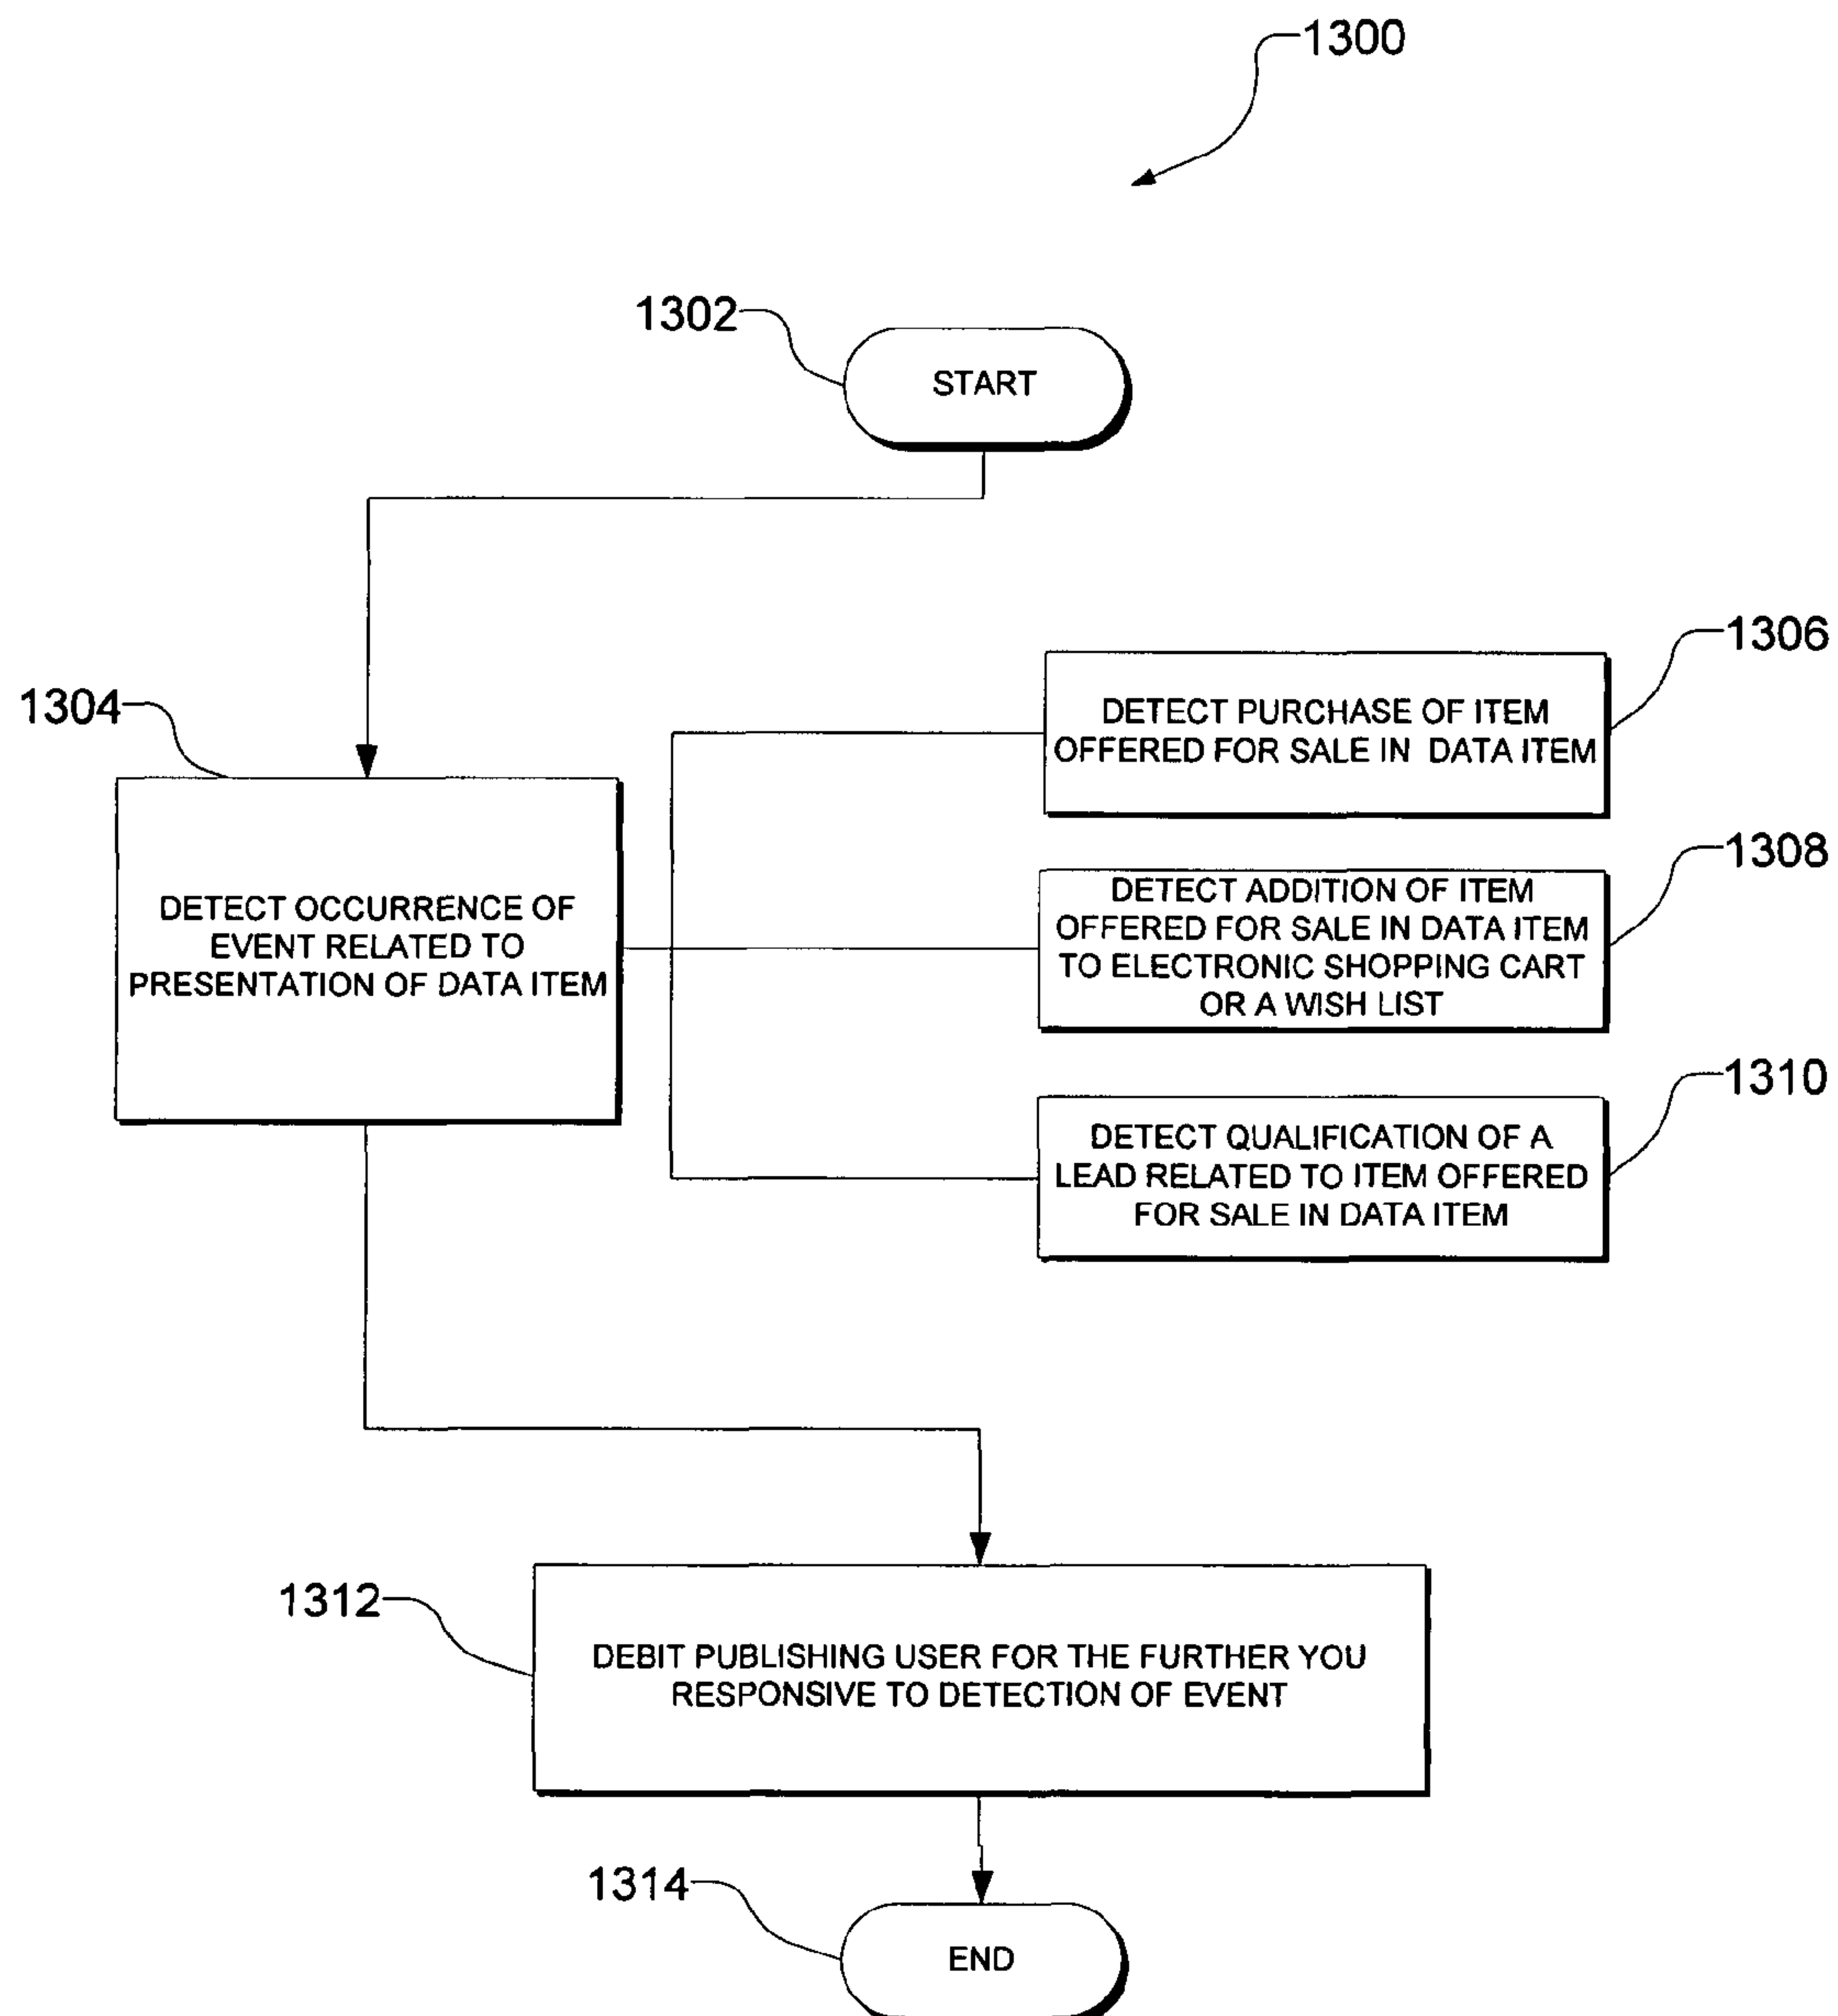 1300
1302
START
1304
DETECT OCCURRENCE OF
EVENT RELATED TO
PRESENTATION OF DATA ITEM
1306
DETECT PURCHASE OF ITEM
OFFERED FOR SALE IN DATA ITEM
1308
DETECT ADDITION OF ITEM
OFFERED FOR SALE IN DATA ITEM
TO ELECTRONIC SHOPPING CART
OR A WISH LIST
1310
DETECT QUALIFICATION OF A
LEAD RELATED TO ITEM OFFERED
FOR SALE IN DATA ITEM
1312
DEBIT PUBLISHING USER FOR THE FURTHER YOU
RESPONSIVE TO DETECTION OF EVENT
1314
END